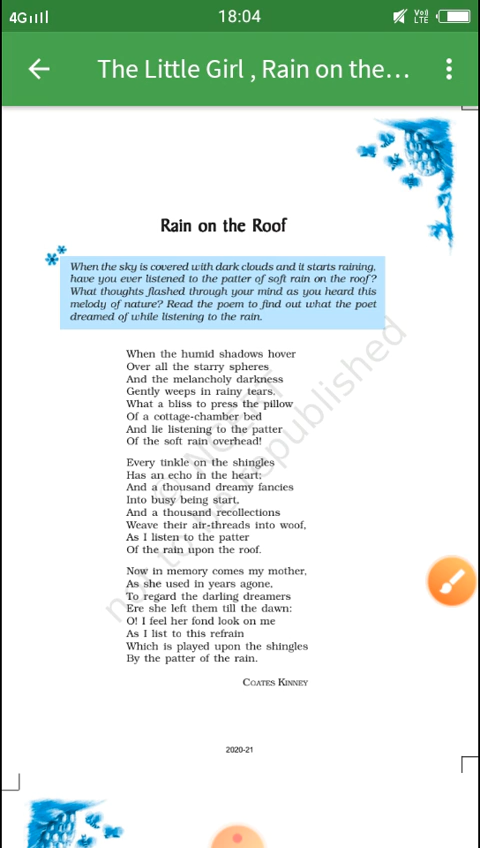 4G 18:04 VoI) LTE
The Little Girl , Rain on the...
Rain on the Roof
When the sky is covered with dark clouds and it starts raining,
have you ever listened to the patter of soft rain on the roof?
What thoughts flashed through your mind as you heard this
melody of nature? Read the poem to find out what the poet
dreamed of while listening to the rain.
When the humid shadows hover
Over all the starry spheres
And the melancholy darkness
Gently weeps in rainy tears,
What a bliss to press the pillow
Of a cottage-chamber bed
And lie listening to the patter
Of the soft rain overhead!
Every tinkle on the shingles
Has an echo in the heart;
And a thousand dreamy fancies
Into busy being start,
And a thousand recollections
Weave their air-threads into woof,
As I listen to the patter
Of the rain upon the roof.
Now in memory comes my mother,
As she used in years agone,
To regard the darling dreamers
Ere she left them till the dawn:
O! I feel her fond look on me
As I list to this refrain
Which is played upon the shingles
By the patter of the rain.
COATES KINNEY
© NCERT
not to be republished
2020-21